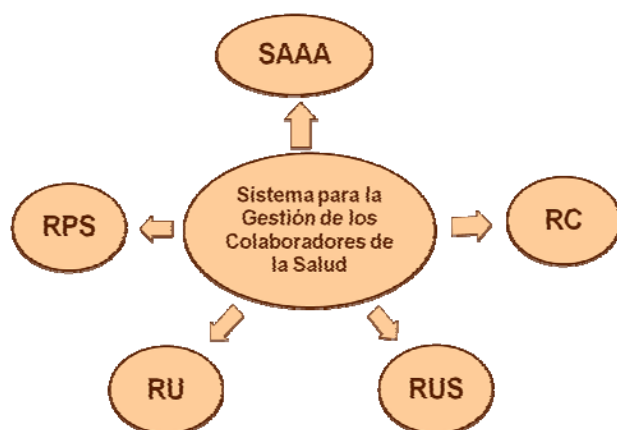 SAAA
Sistema para la
Gestión de los
Colaboradores de
la Salud
RPS
RC
RU
RUS